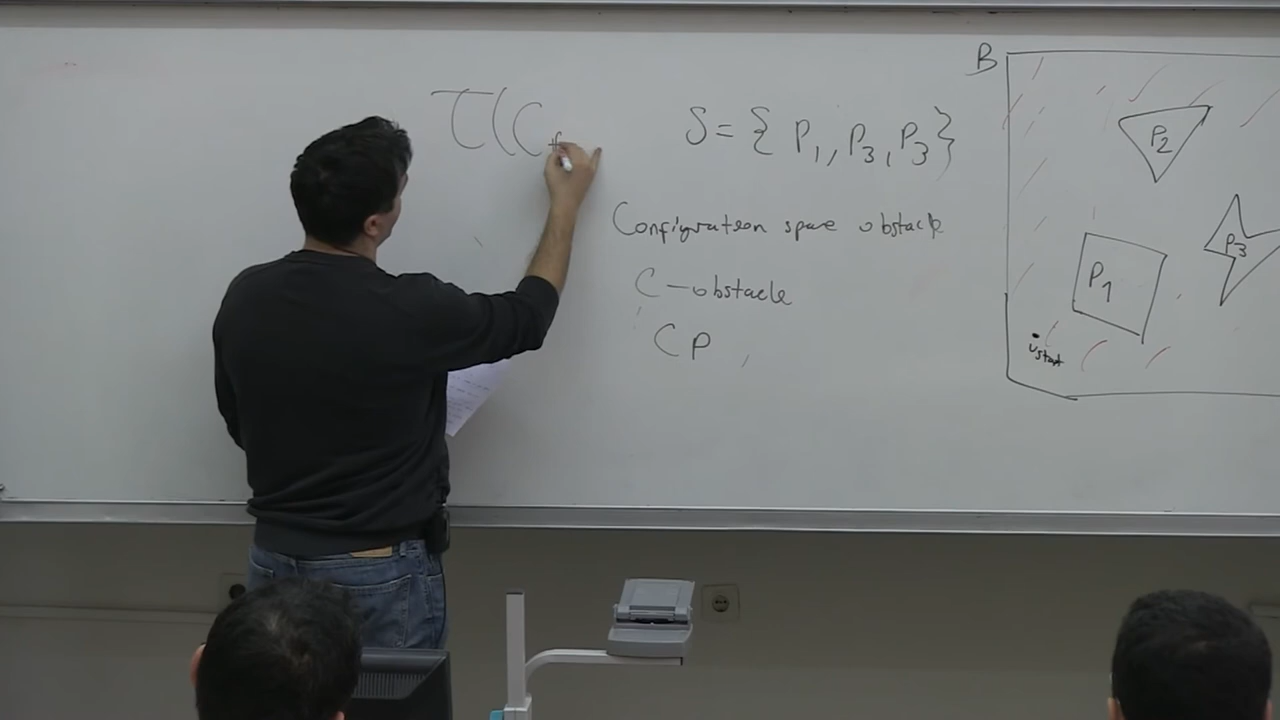 τ(C f
S = { P1, P3, P3 }
Configuration space obstacle
C-obstacle
CP
B
P2
P3
P1
vstart